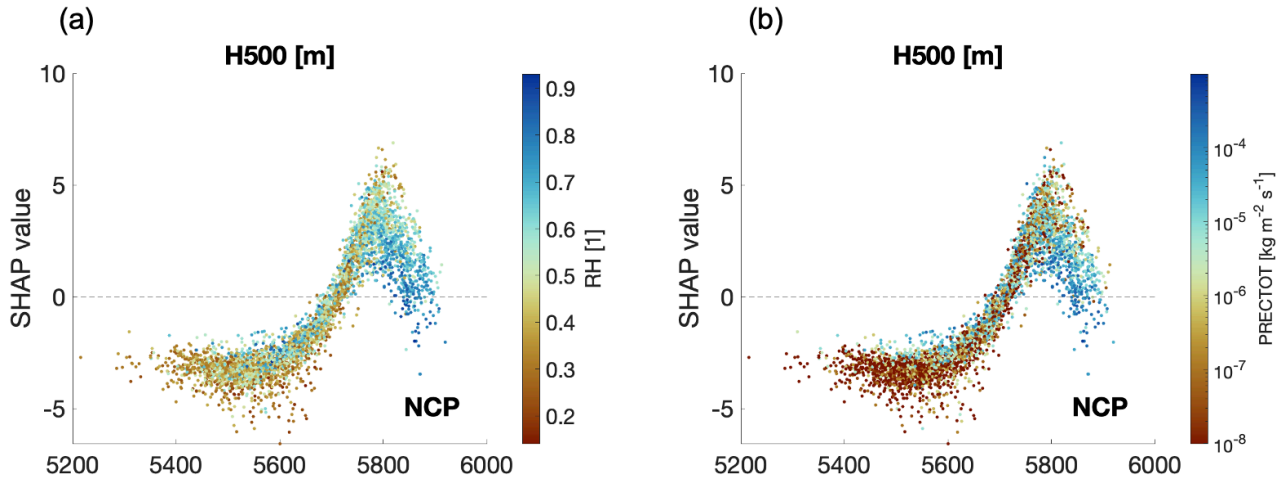 (a)
H500 [m]
10
5
0
-5
SHAP value
NCP
5200 5400 5600 5800 6000
0.9
0.8
0.7
0.6
0.5
0.4
0.3
0.2
RH [1]
(b)
H500 [m]
10
5
0
-5
SHAP value
NCP
5200 5400 5600 5800 6000
10⁻⁴
10⁻⁵
10⁻⁶
10⁻⁷
10⁻⁸
PRECTOT [kg m⁻² s⁻¹]